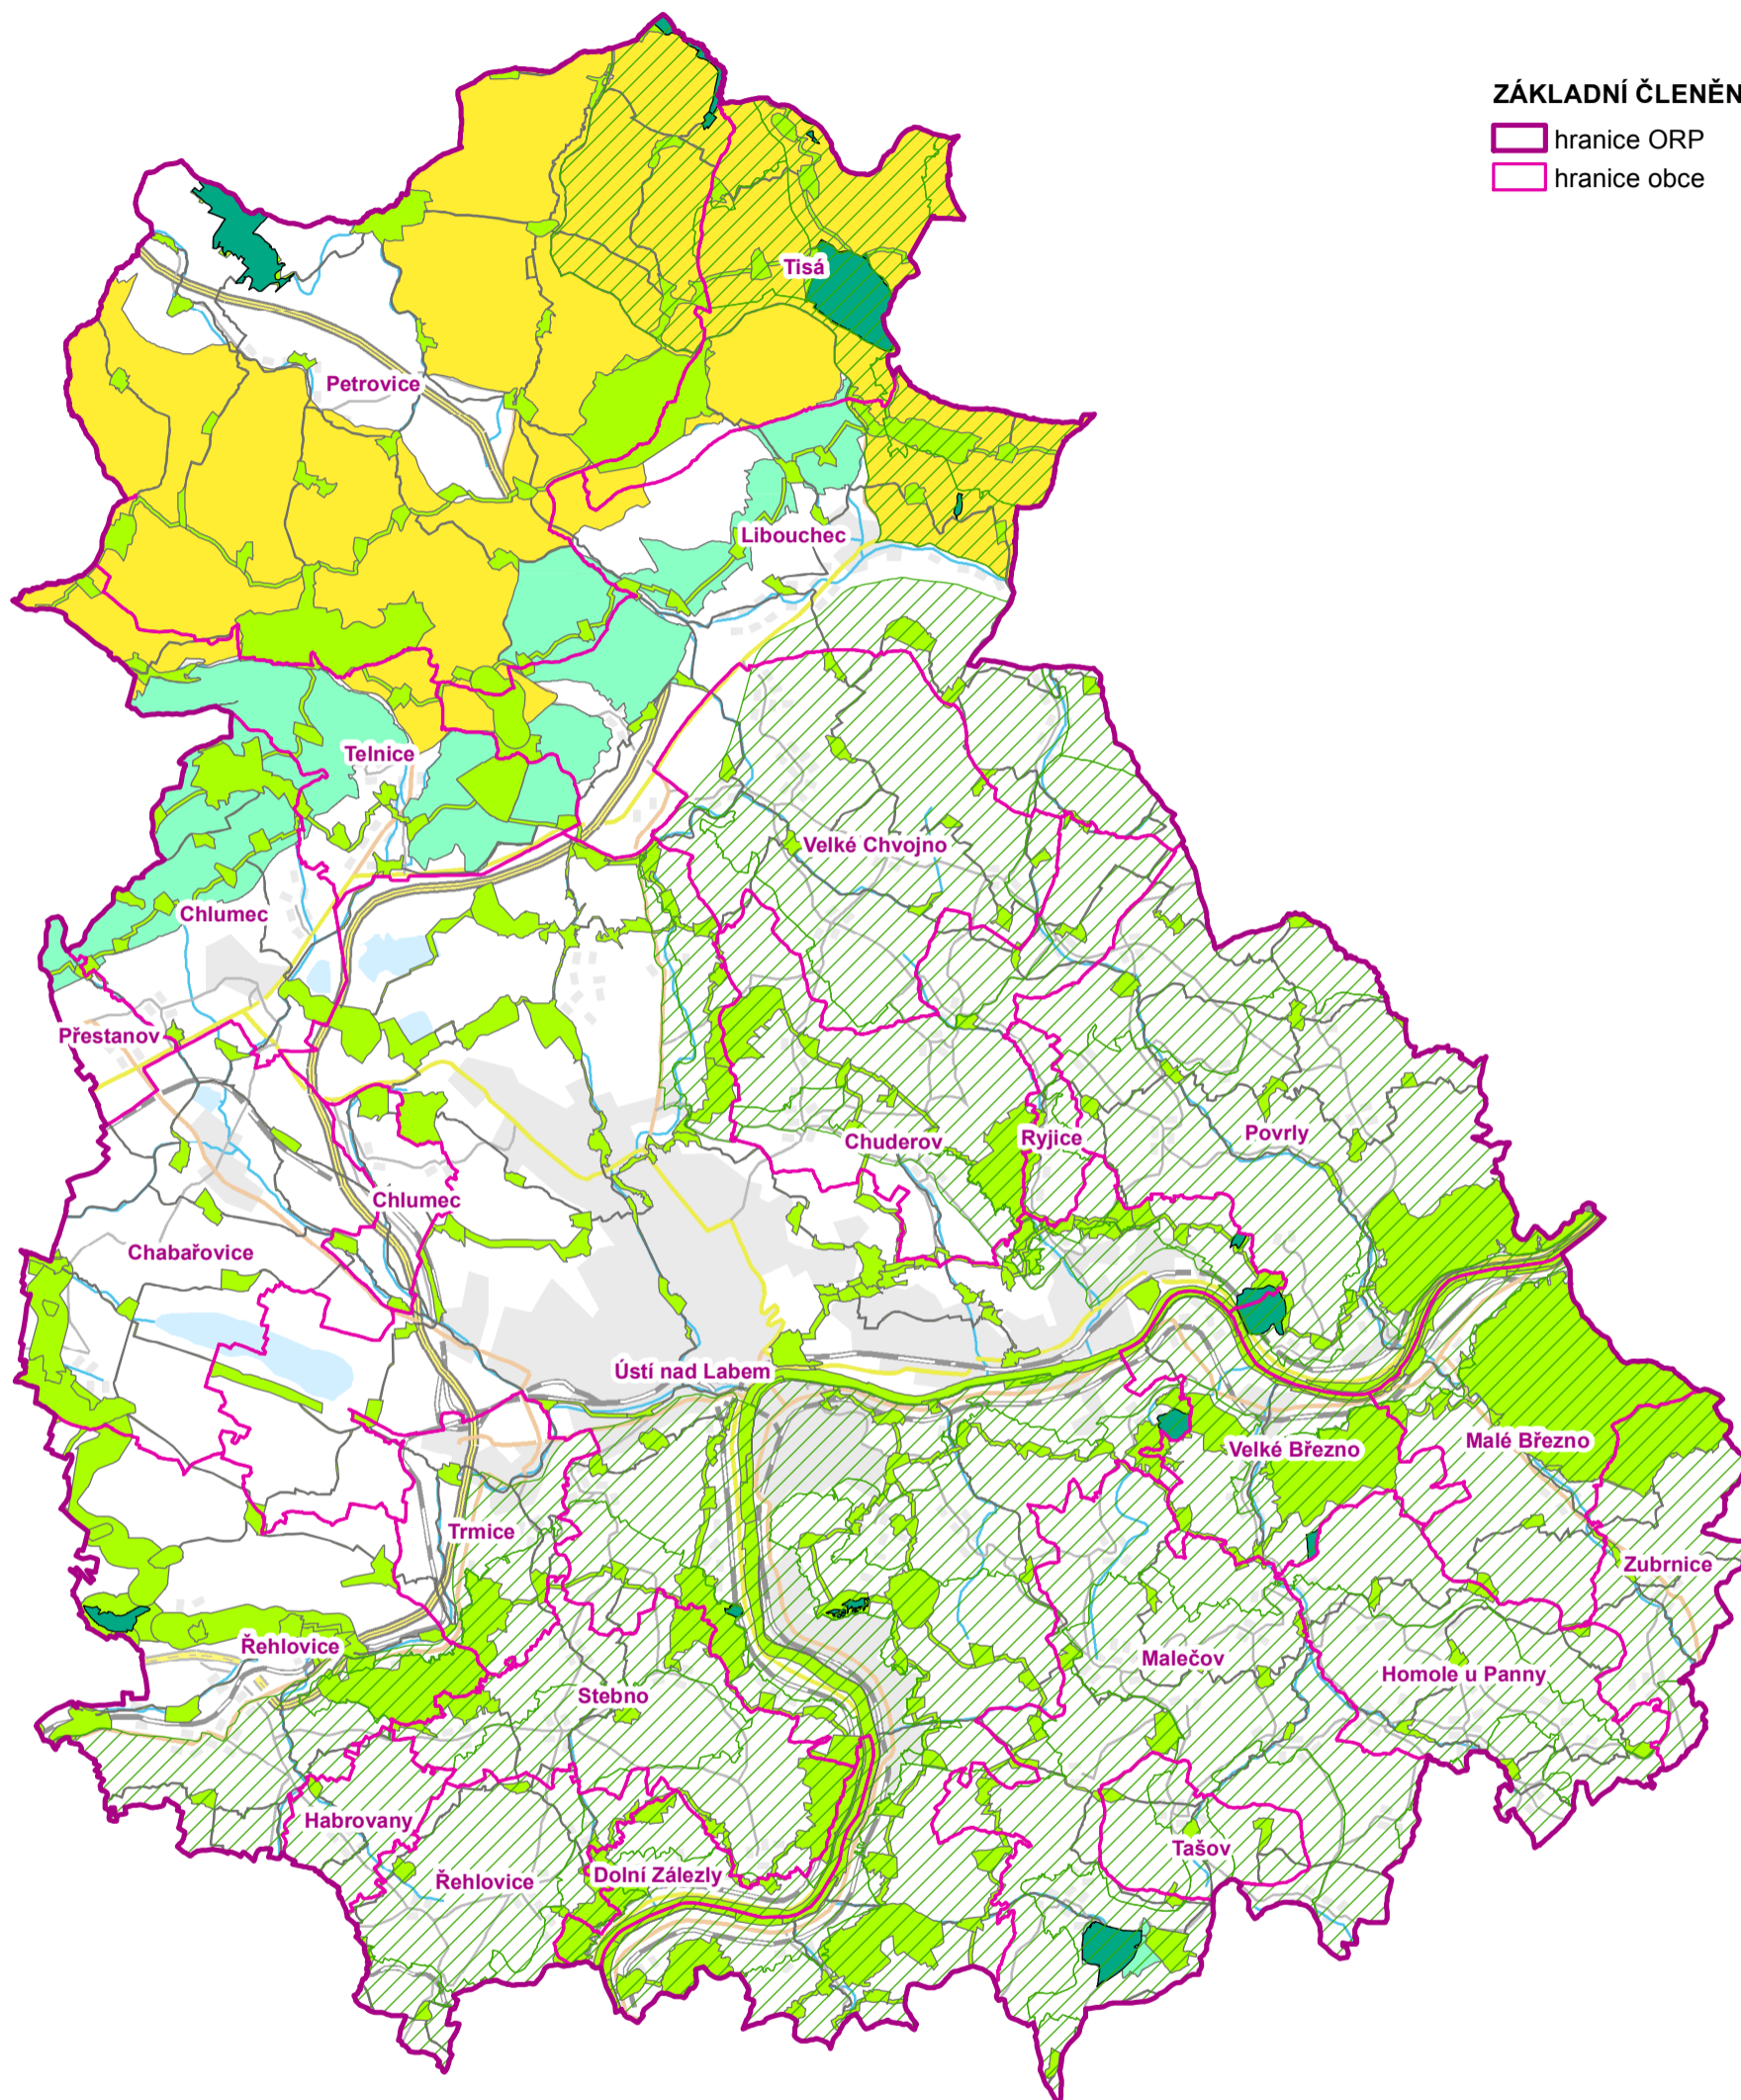 ZÁKLADNÍ ČLENĚN
hranice ORP
hranice obce
Tisá
Petrovice
Libouchec
Telnice
Velké Chvojno
Chlumec
Přestanov
Chuderov
Ryjice
Povrly
Chlumec
Chabařovice
Ústí nad Labem
Velké Březno
Malé Březno
Trmice
Zubrnice
Řehlovice
Malečov
Homole u Panny
Stebno
Habrovany
Tašov
Řehlovice
Dolní Zálezly